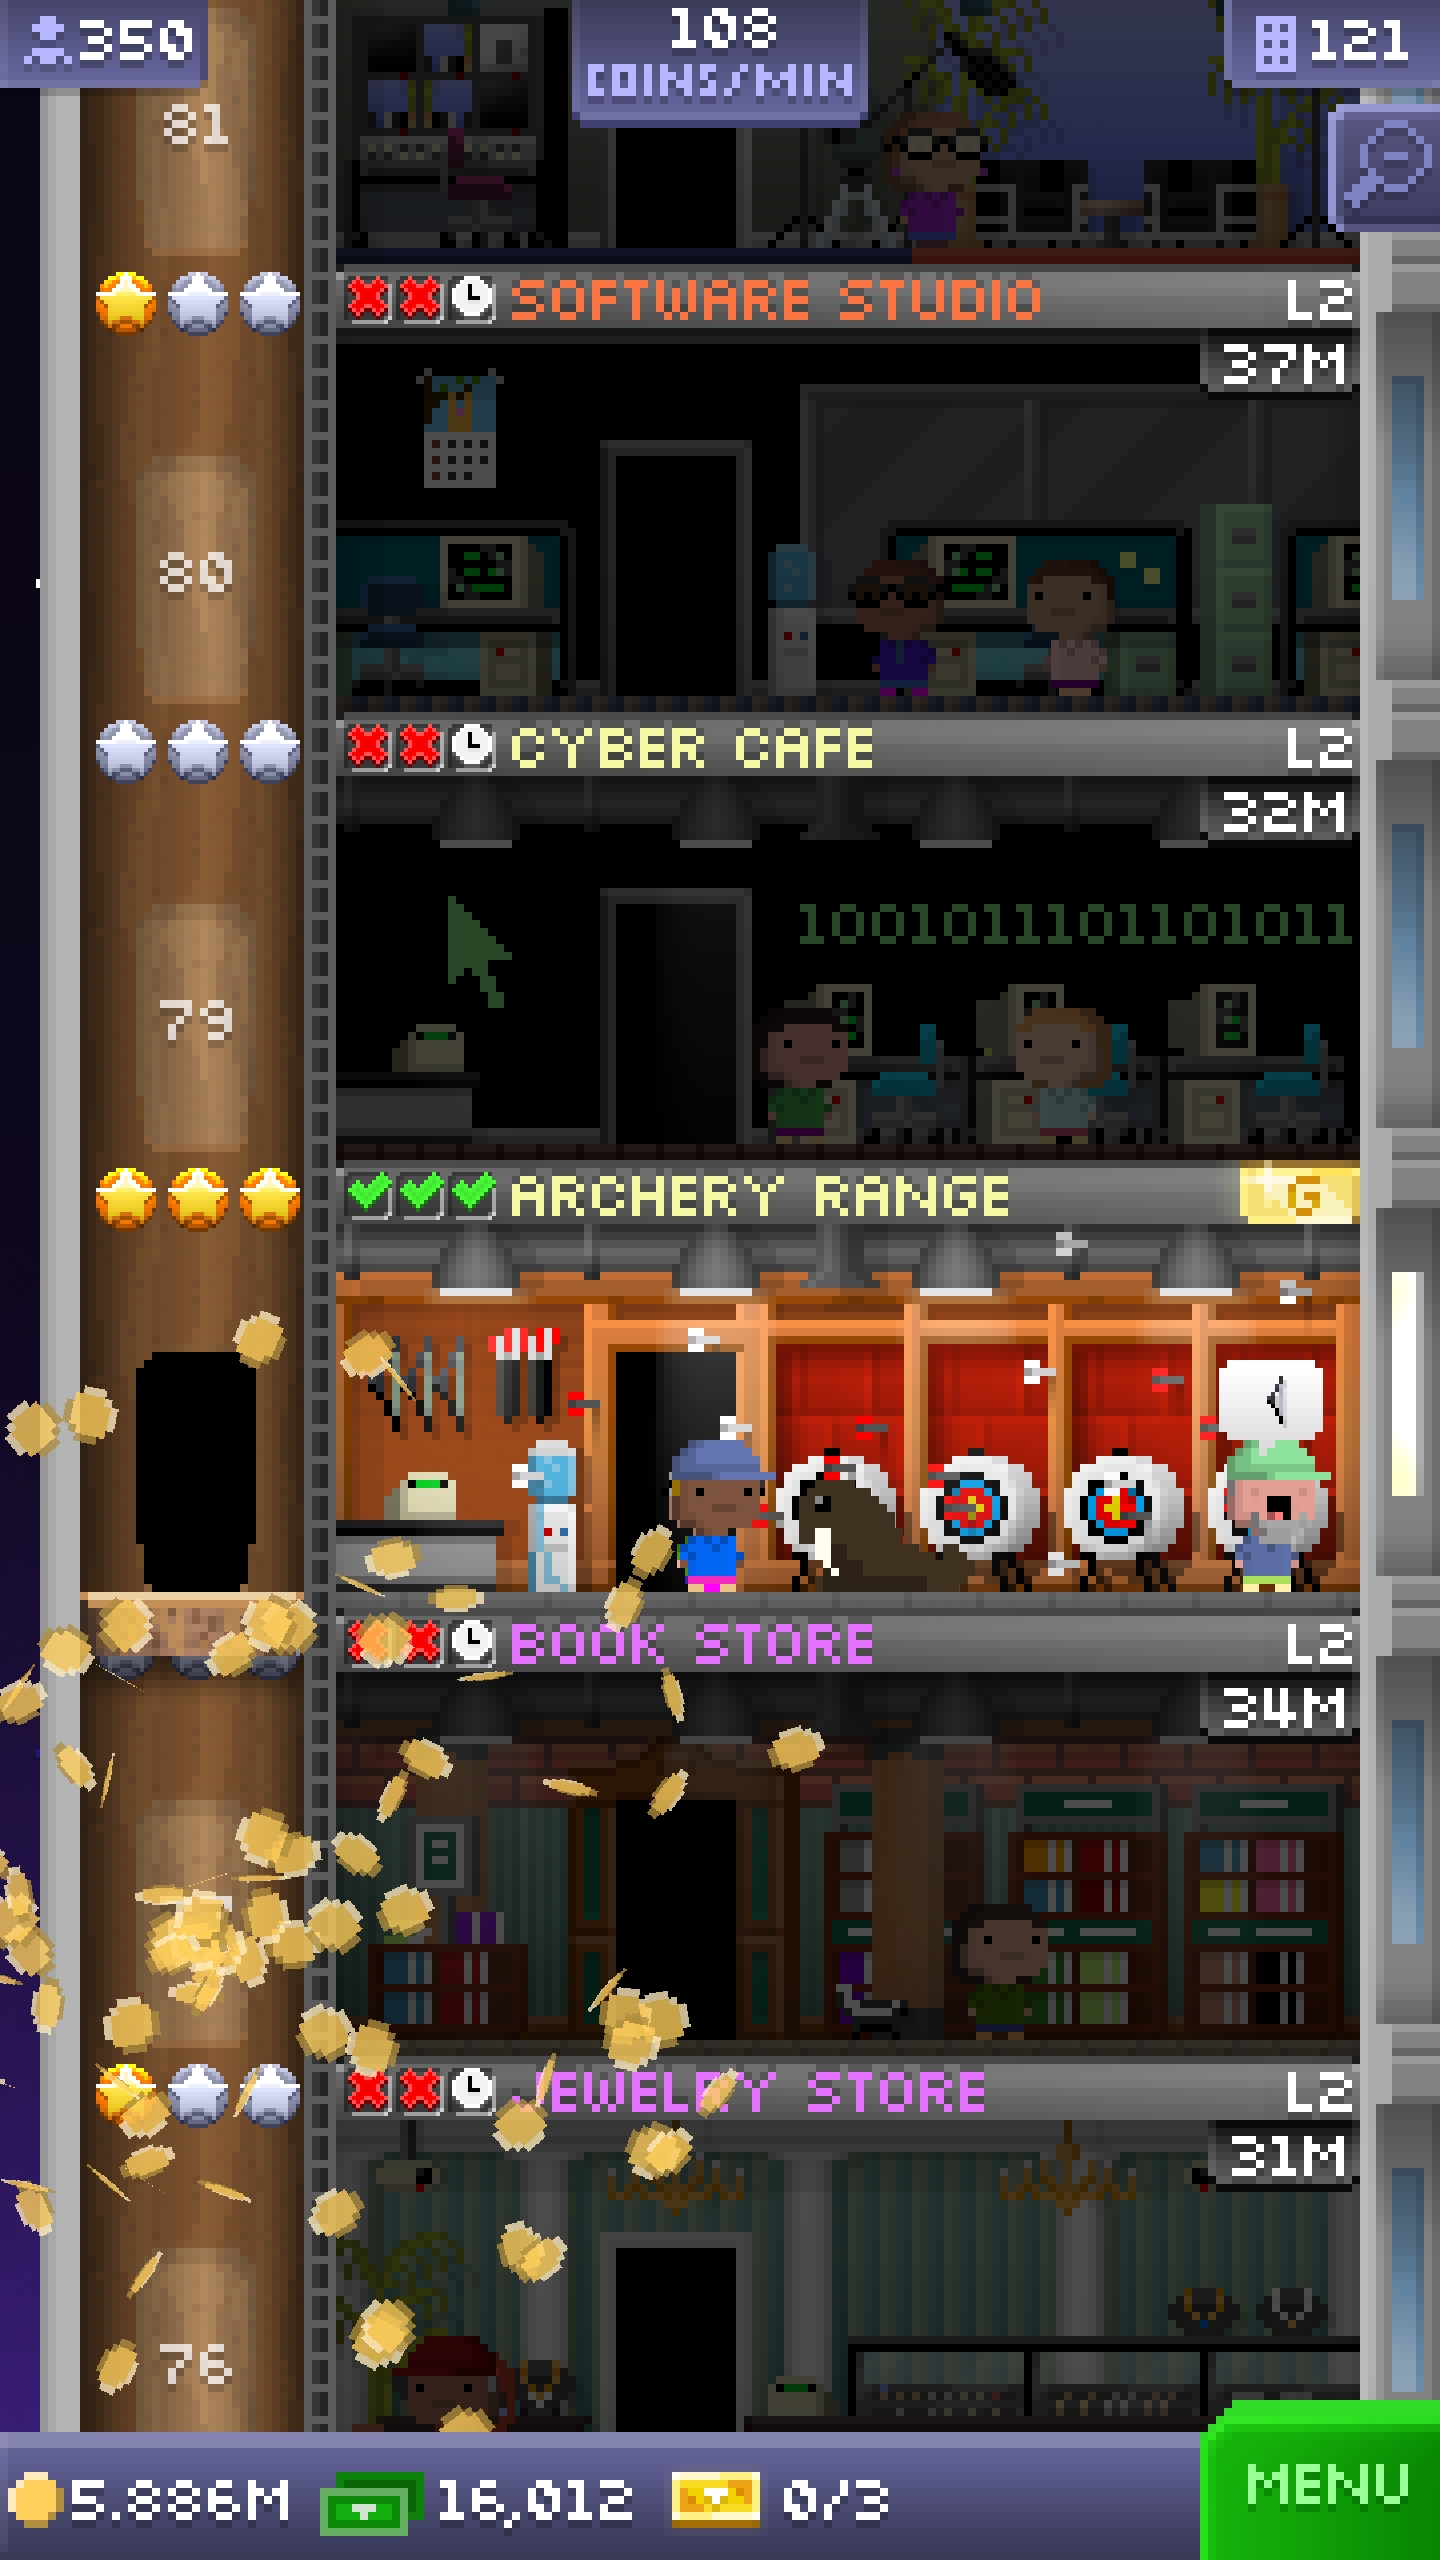 350
108
COINS/MIN
121
81
SOFTWARE STUDIO L2
37M
80
CYBER CAFE L2
32M
10010111101101011
79
ARCHERY RANGE G
BOOK STORE L2
34M
JEWELRY STORE L2
31M
76
5.886M 16,012 0/3
MENU